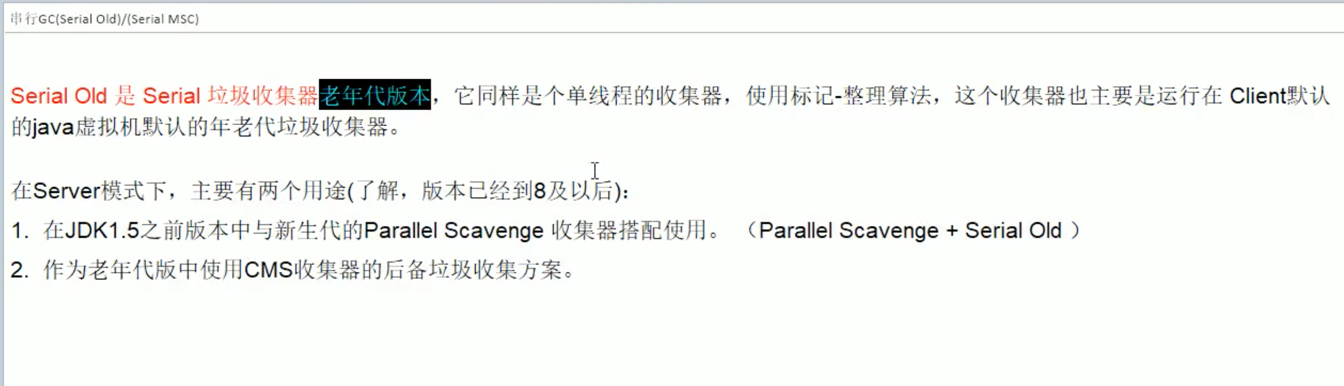 串行GC(Serial Old)/(Serial MSC)
Serial Old 是 Serial 垃圾收集器老年代版本，它同样是个单线程的收集器，使用标记-整理算法，这个收集器也主要是运行在 Client默认
的java虚拟机默认的年老代垃圾收集器。
在Server模式下，主要有两个用途(了解，版本已经到8及以后)：
1. 在JDK1.5之前版本中与新生代的Parallel Scavenge 收集器搭配使用。（Parallel Scavenge + Serial Old ）
2. 作为老年代版中使用CMS收集器的后备垃圾收集方案。